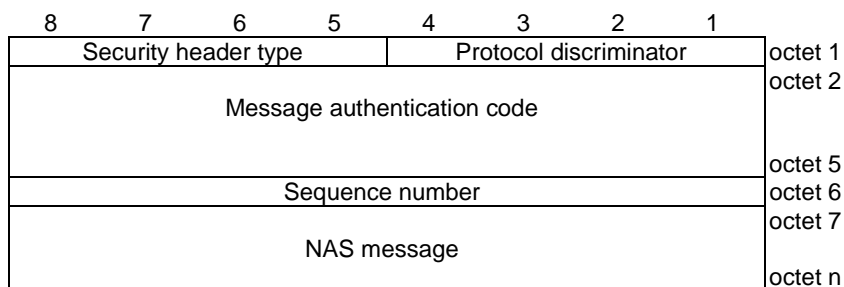 8 7 6 5 4 3 2 1
Security header type Protocol discriminator octet 1
octet 2
Message authentication code
octet 5
Sequence number octet 6
octet 7
NAS message
octet n